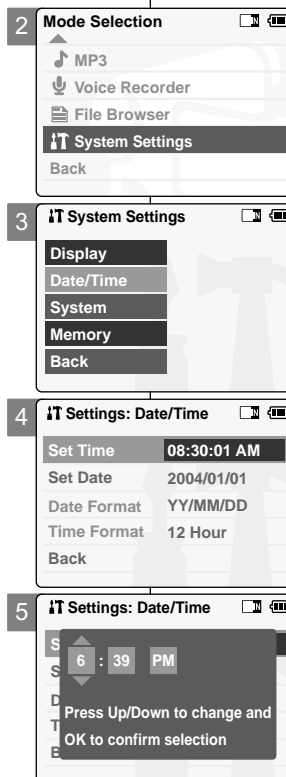 2
Mode Selection
MP3
Voice Recorder
File Browser
System Settings
Back
3
System Settings
Display
Date/Time
System
Memory
Back
4
Settings: Date/Time
Set Time 08:30:01 AM
Set Date 2004/01/01
Date Format YY/MM/DD
Time Format 12 Hour
Back
5
Settings: Date/Time
6 : 39 PM
Press Up/Down to change and
OK to confirm selection